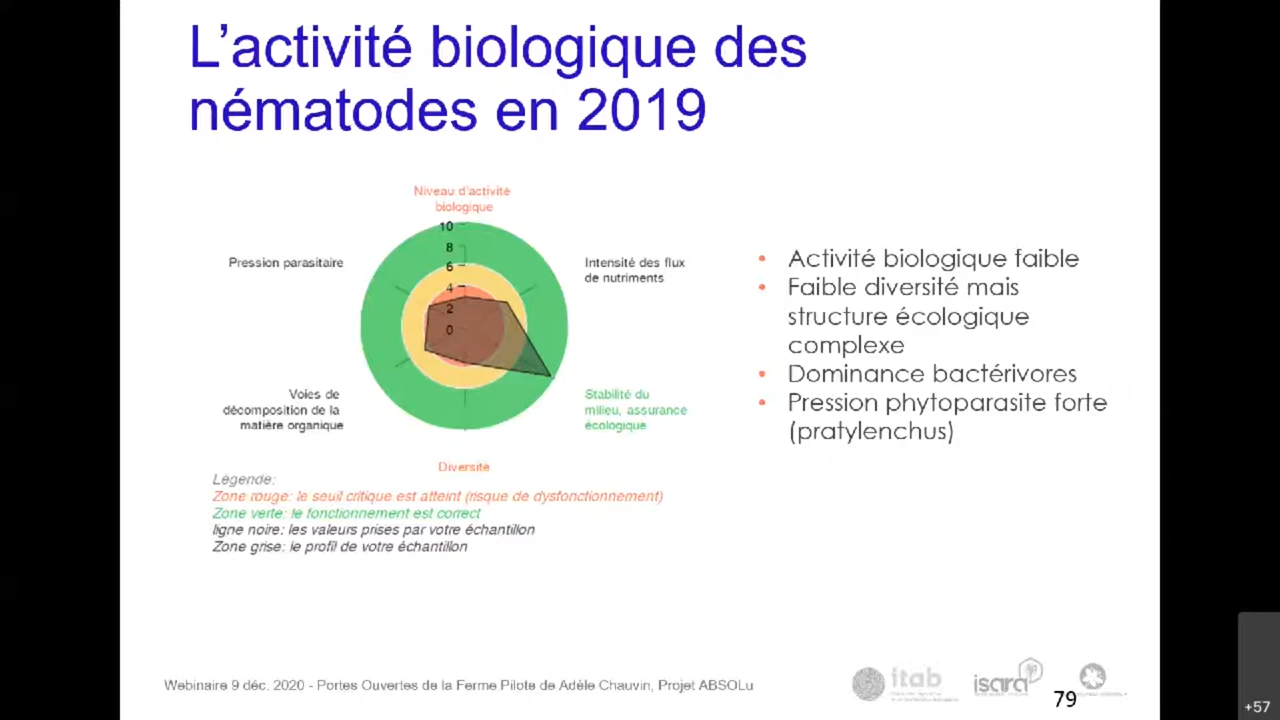 L'activité biologique des
nématodes en 2019
Niveau d'activité
biologique
10
8
6
4
2
0
Pression parasitaire
Intensité des flux
de nutriments
Voies de
décomposition de la
matière organique
Stabilité du
milieu, assurance
écologique
Diversité
Légende:
Zone rouge: le seuil critique est atteint (risque de dysfonctionnement)
Zone verte: le fonctionnement est correct
ligne noire: les valeurs prises par votre échantillon
Zone grise: le profil de votre échantillon
• Activité biologique faible
• Faible diversité mais
structure écologique
complexe
• Dominance bactérivores
• Pression phytoparasite forte
(pratylenchus)
Webinaire 9 déc. 2020 - Portes Ouvertes de la Ferme Pilote de Adèle Chauvin, Projet ABSOLu
itab
isara
79
+57